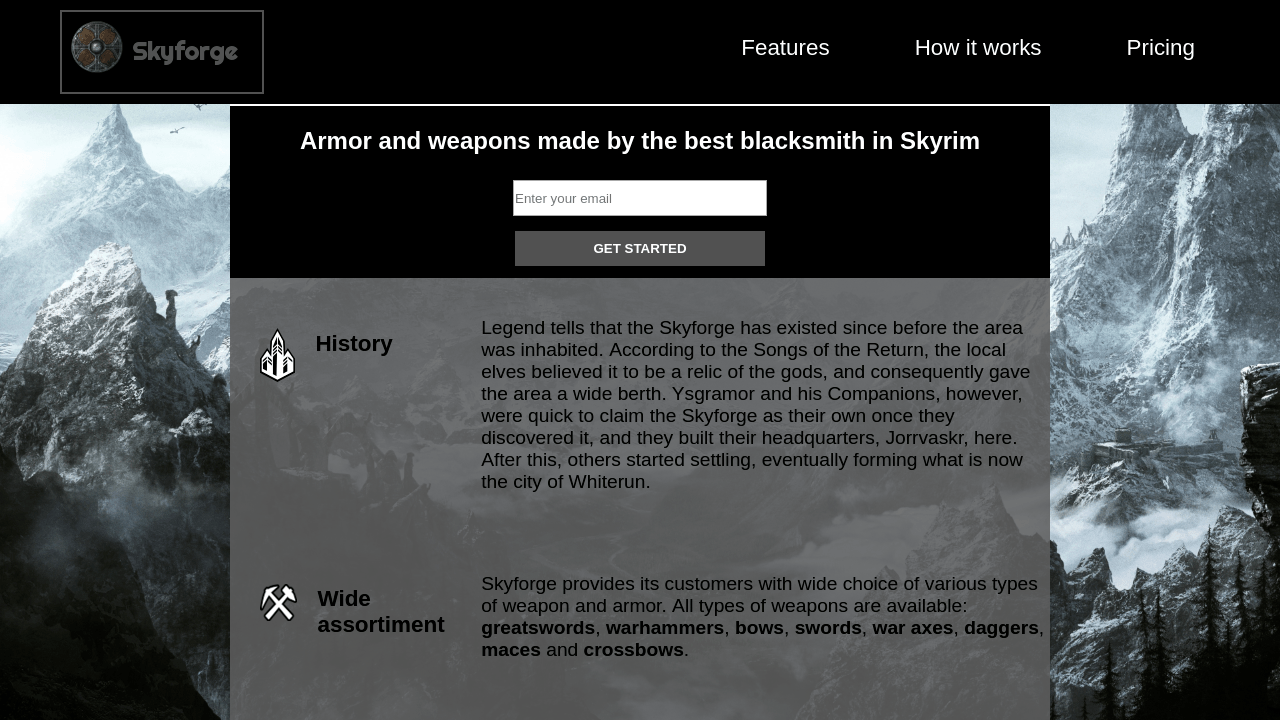 Skyforge
Features
How it works
Pricing
Armor and weapons made by the best blacksmith in Skyrim
Enter your email
GET STARTED
History
Legend tells that the Skyforge has existed since before the area
was inhabited. According to the Songs of the Return, the local
elves believed it to be a relic of the gods, and consequently gave
the area a wide berth. Ysgramor and his Companions, however,
were quick to claim the Skyforge as their own once they
discovered it, and they built their headquarters, Jorrvaskr, here.
After this, others started settling, eventually forming what is now
the city of Whiterun.
Wide
assortiment
Skyforge provides its customers with wide choice of various types
of weapon and armor. All types of weapons are available:
greatswords, warhammers, bows, swords, war axes, daggers,
maces and crossbows.